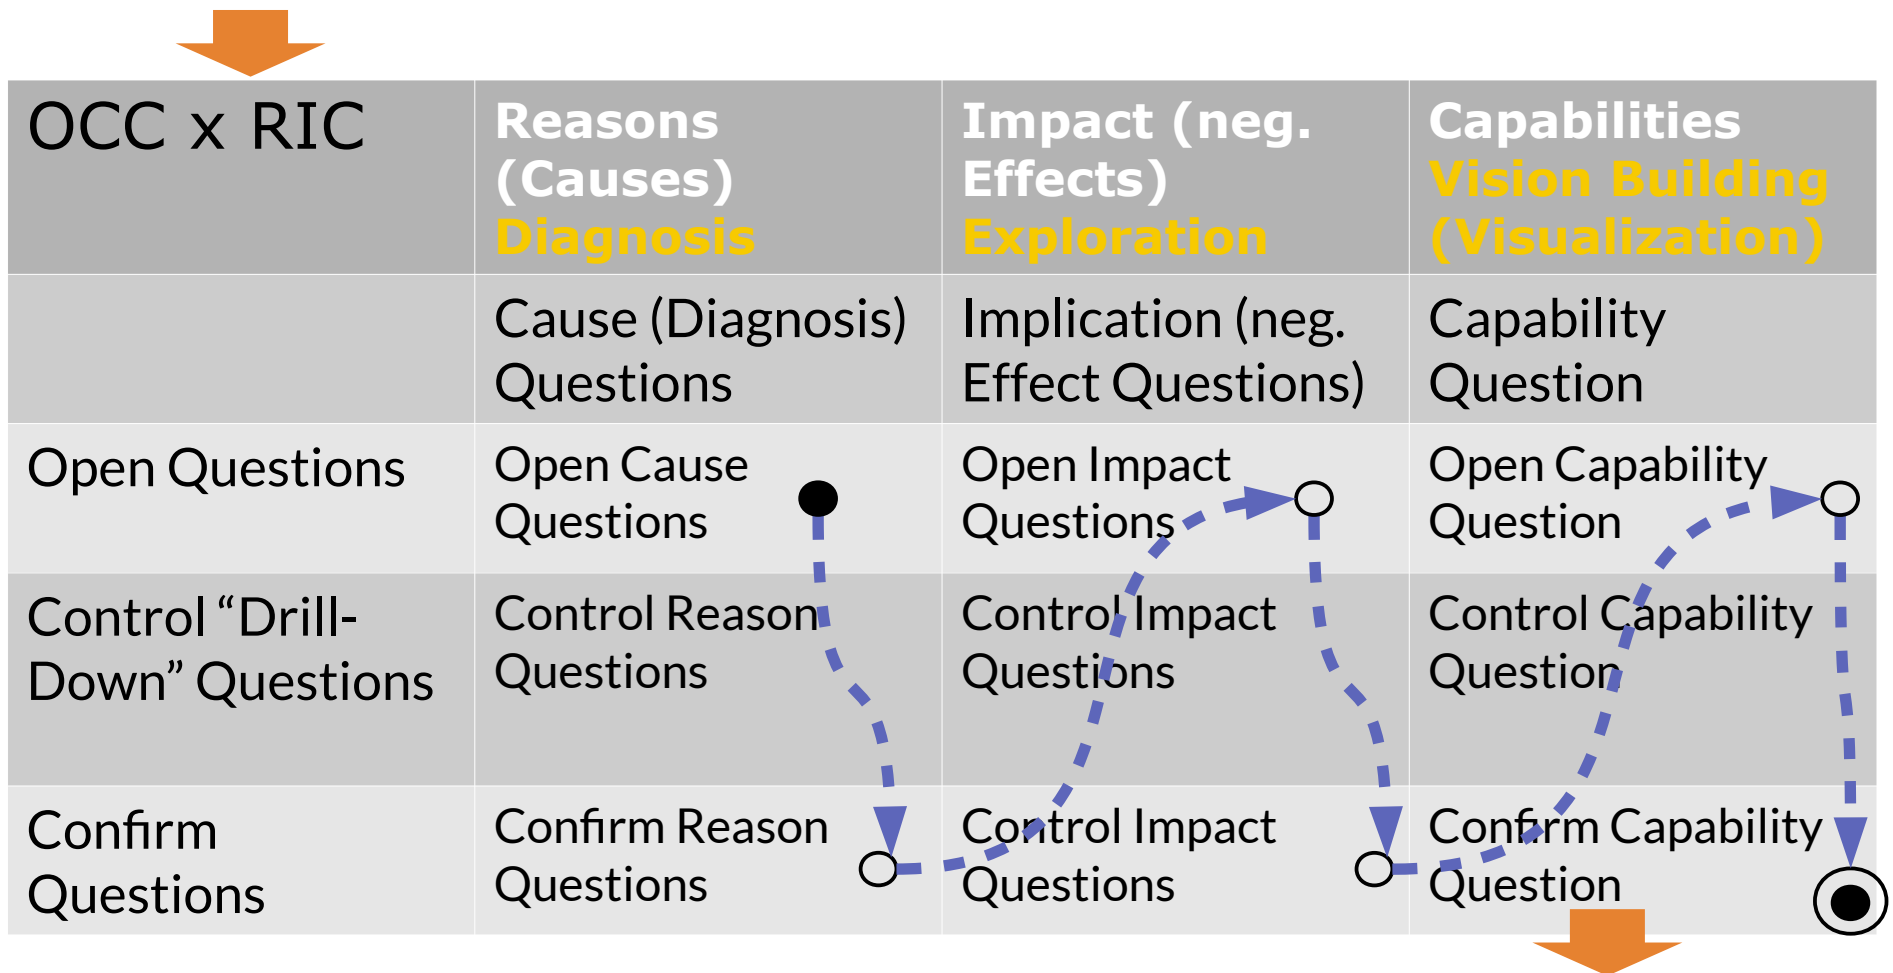 OCC x RIC
Reasons
(Causes)
Diagnosis
Impact (neg.
Effects)
Exploration
Capabilities
Vision Building
(Visualization)
Cause (Diagnosis)
Questions
Implication (neg.
Effect Questions)
Capability
Question
Open Questions
Open Cause
Questions
Open Impact
Questions
Open Capability
Question
Control “Drill-
Down” Questions
Control Reason
Questions
Control Impact
Questions
Control Capability
Question
Confirm
Questions
Confirm Reason
Questions
Control Impact
Questions
Confirm Capability
Question